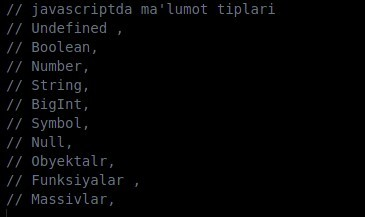 // javascriptda ma'lumot tiplari
// Undefined ,
// Boolean,
// Number,
// String,
// BigInt,
// Symbol,
// Null,
// Obyektalr,
// Funksiyalar ,
// Massivlar,